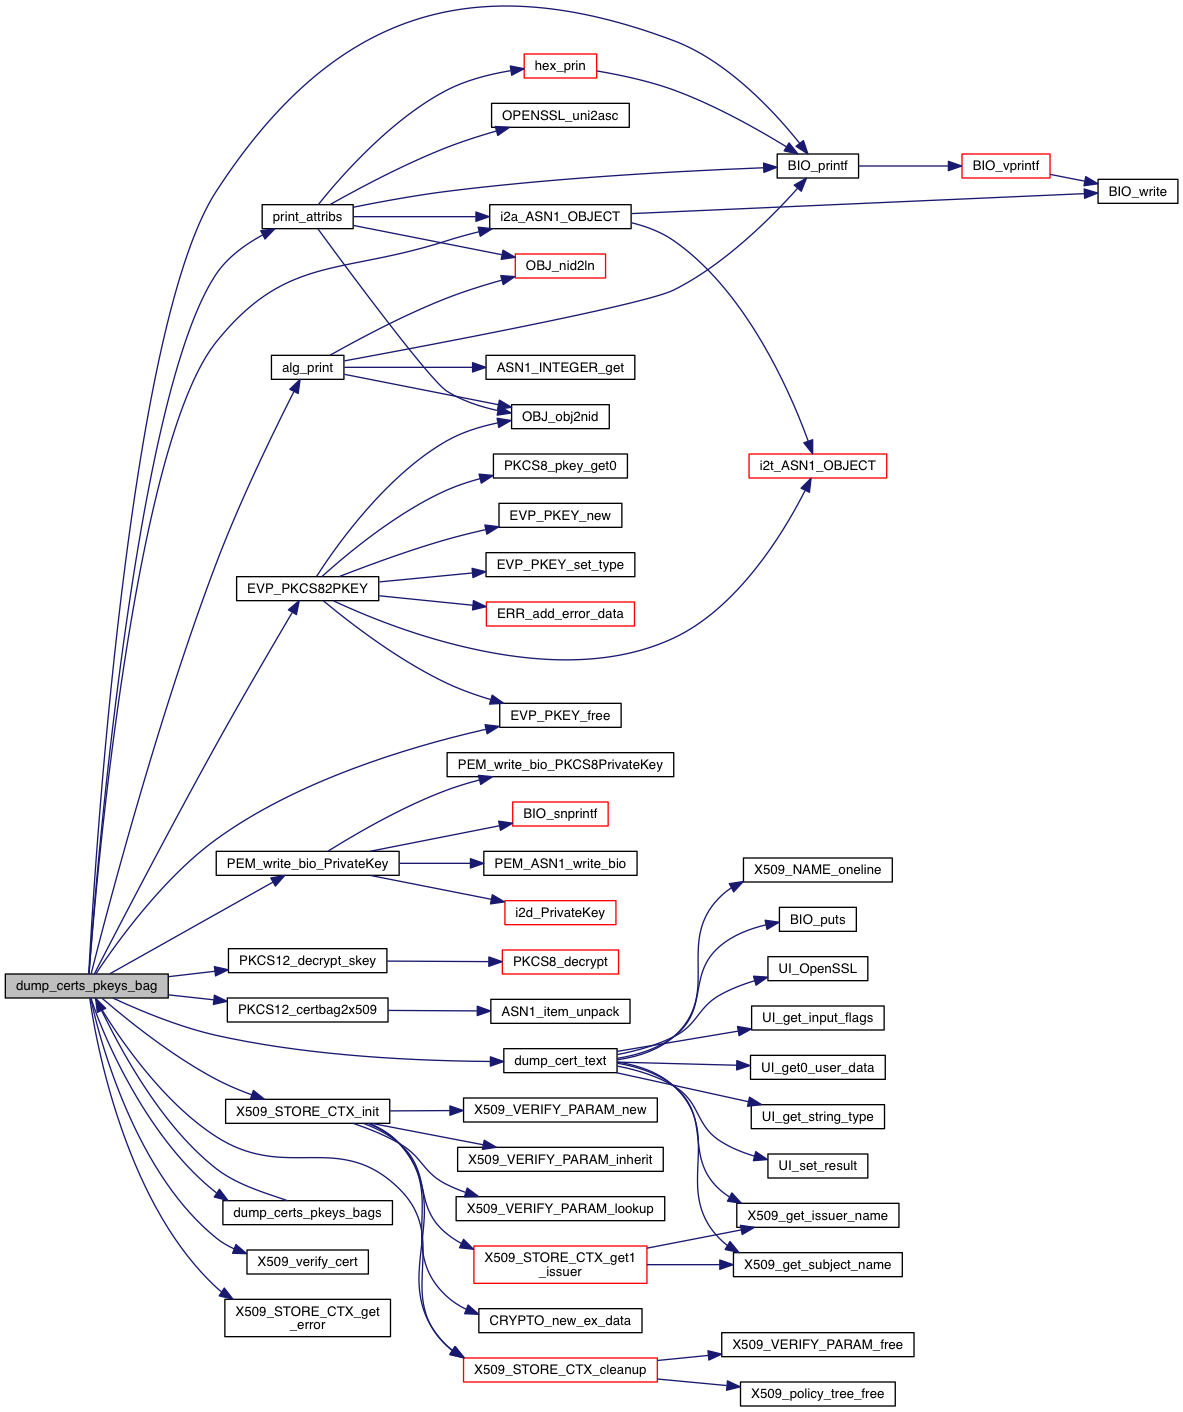 hex_prin
OPENSSL_uni2asc
BIO_printf
BIO_vprintf
BIO_write
print_attribs
i2a_ASN1_OBJECT
OBJ_nid2ln
alg_print
ASN1_INTEGER_get
OBJ_obj2nid
PKCS8_pkey_get0
i2t_ASN1_OBJECT
EVP_PKEY_new
EVP_PKEY_set_type
EVP_PKCS82PKEY
ERR_add_error_data
EVP_PKEY_free
PEM_write_bio_PKCS8PrivateKey
BIO_snprintf
PEM_write_bio_PrivateKey
PEM_ASN1_write_bio
X509_NAME_oneline
i2d_PrivateKey
BIO_puts
PKCS12_decrypt_skey
PKCS8_decrypt
UI_OpenSSL
dump_certs_pkeys_bag
PKCS12_certbag2x509
ASN1_item_unpack
UI_get_input_flags
dump_cert_text
UI_get0_user_data
X509_STORE_CTX_init
X509_VERIFY_PARAM_new
UI_get_string_type
X509_VERIFY_PARAM_inherit
UI_set_result
dump_certs_pkeys_bags
X509_VERIFY_PARAM_lookup
X509_get_issuer_name
X509_verify_cert
X509_STORE_CTX_get1
_issuer
X509_get_subject_name
X509_STORE_CTX_get
_error
CRYPTO_new_ex_data
X509_VERIFY_PARAM_free
X509_STORE_CTX_cleanup
X509_policy_tree_free